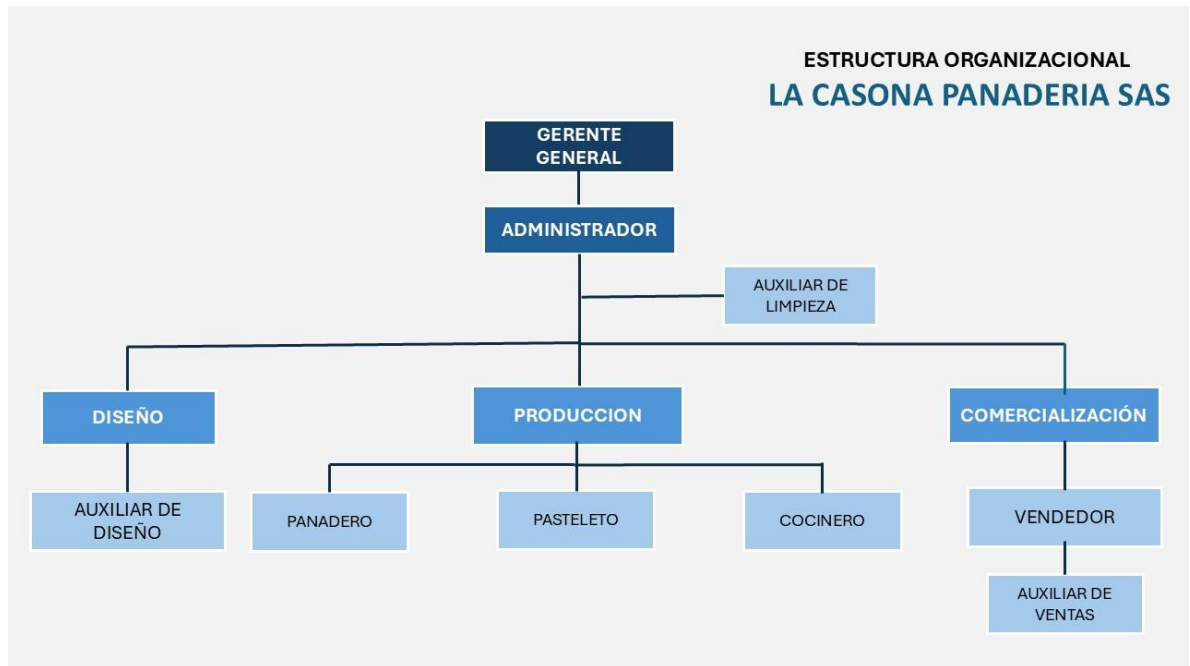 ESTRUCTURA ORGANIZACIONAL
LA CASONA PANADERIA SAS
GERENTE
GENERAL
ADMINISTRADOR
AUXILIAR DE
LIMPIEZA
DISEÑO
PRODUCCION
COMERCIALIZACIÓN
AUXILIAR DE
DISEÑO
PANADERO
PASTELETO
COCINERO
VENDEDOR
AUXILIAR DE
VENTAS